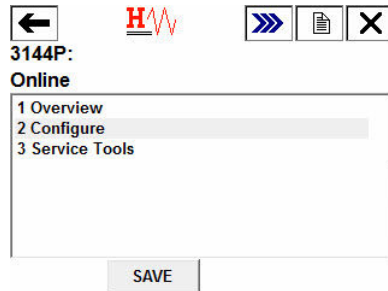 H
3144P:
Online
1 Overview
2 Configure
3 Service Tools
SAVE